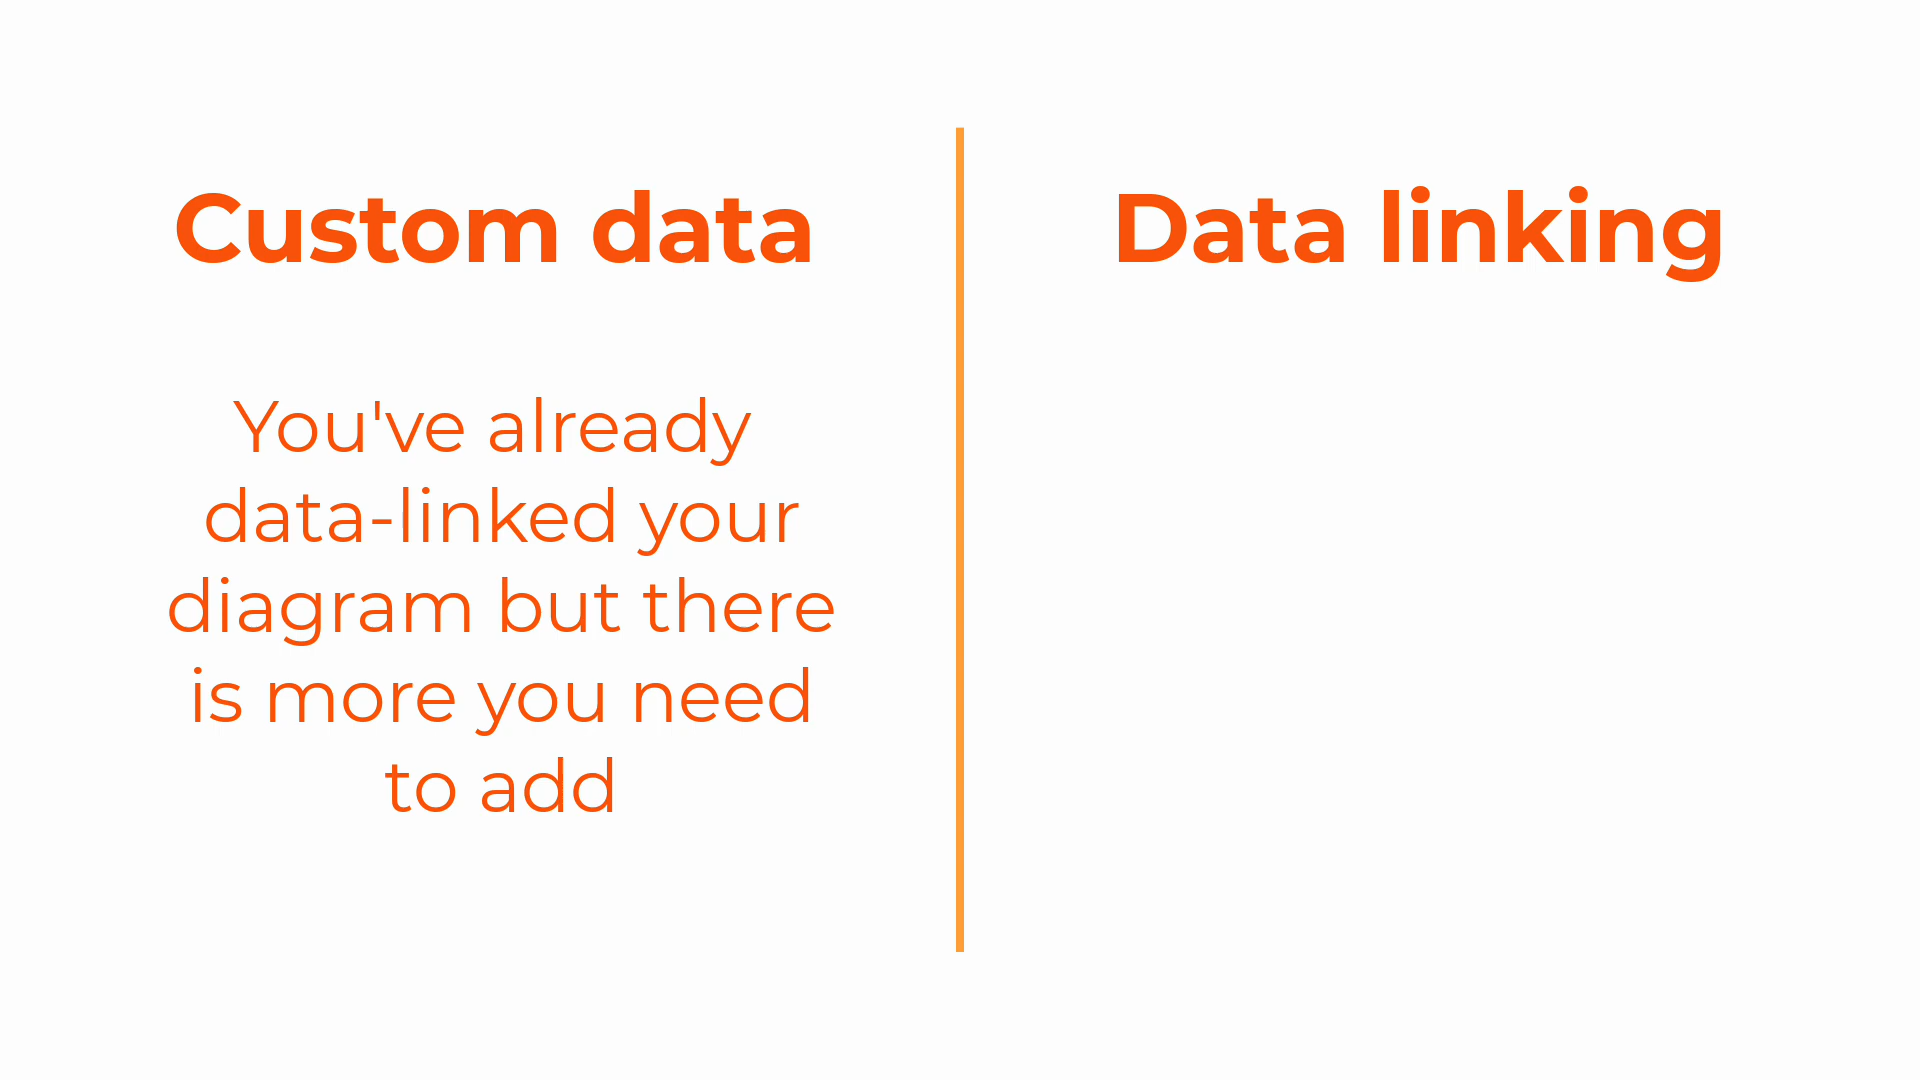 Custom data
You've already
data-linked your
diagram but there
is more you need
to add
Data linking